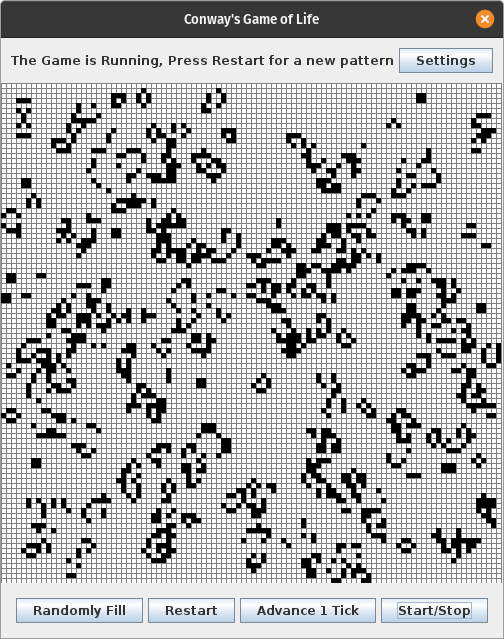 Conway's Game of Life
The Game is Running, Press Restart for a new pattern
Settings
Randomly Fill
Restart
Advance 1 Tick
Start/Stop